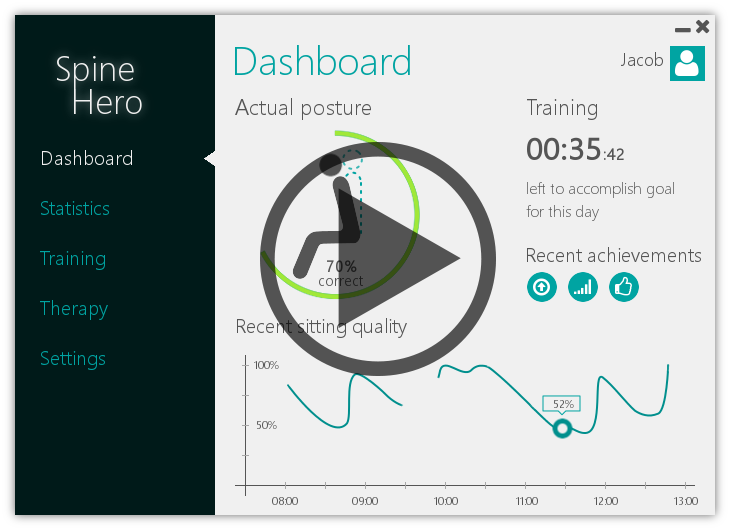 Spine
Hero
Dashboard
Statistics
Training
Therapy
Settings
Dashboard
Jacob
Actual posture
70%
correct
Training
00:35:42
left to accomplish goal
for this day
Recent achievements
Recent sitting quality
100%
50%
52%
08:00 09:00 10:00 11:00 12:00 13:00